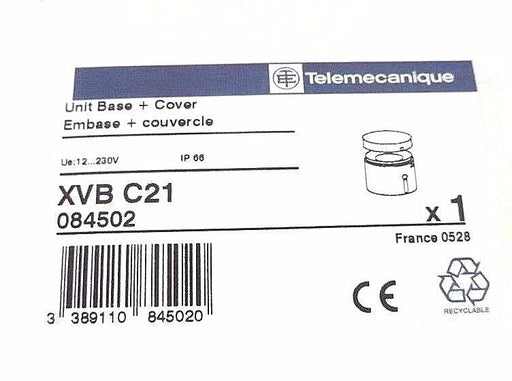 Telemecanique
Unit Base + Cover
Embase + couvercle
Ue:12...230V IP 66
XVB C21
084502
x 1
France 0528
3 389110 845020
CE
RECYCLABLE